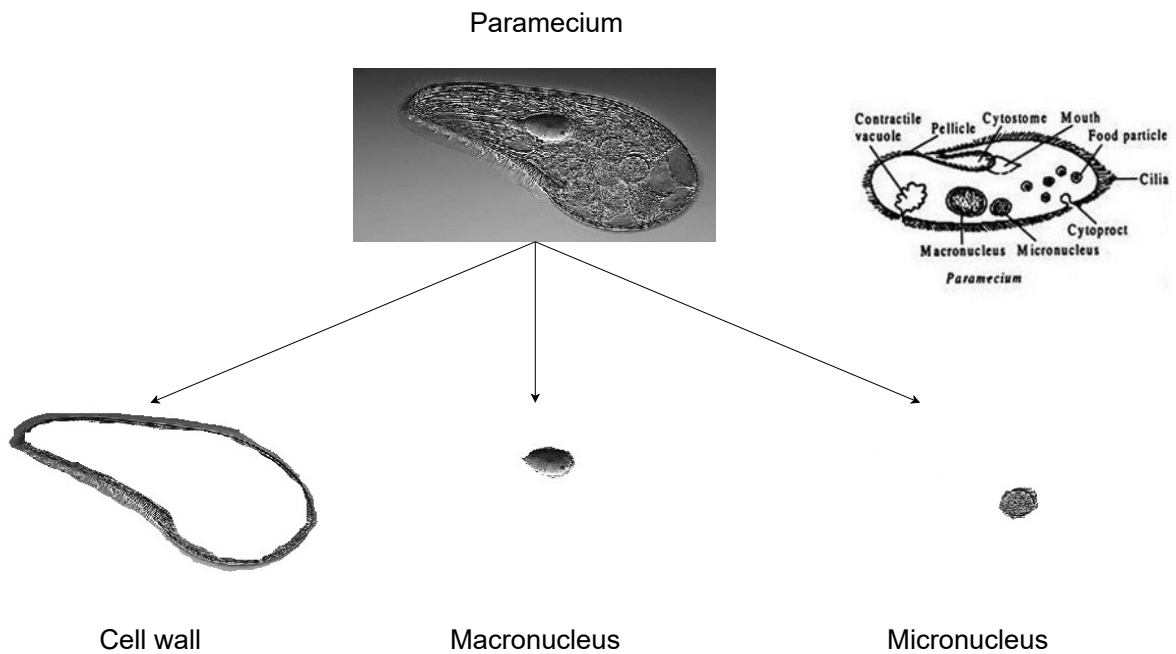 Paramecium
Contractile vacuole
Pellicle
Cytostome
Mouth
Food particle
Cilia
Cytoproct
Macronucleus
Micronucleus
Paramecium
Cell wall
Macronucleus
Micronucleus